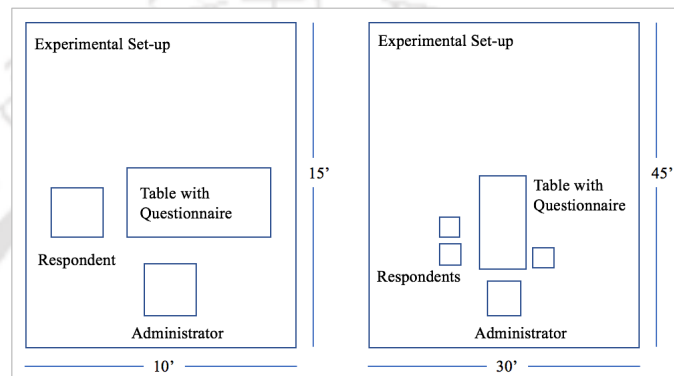 Experimental Set-up
Table with
Questionnaire
Respondent
Administrator
15’
10’
Experimental Set-up
Table with
Questionnaire
Respondents
Administrator
45’
30’